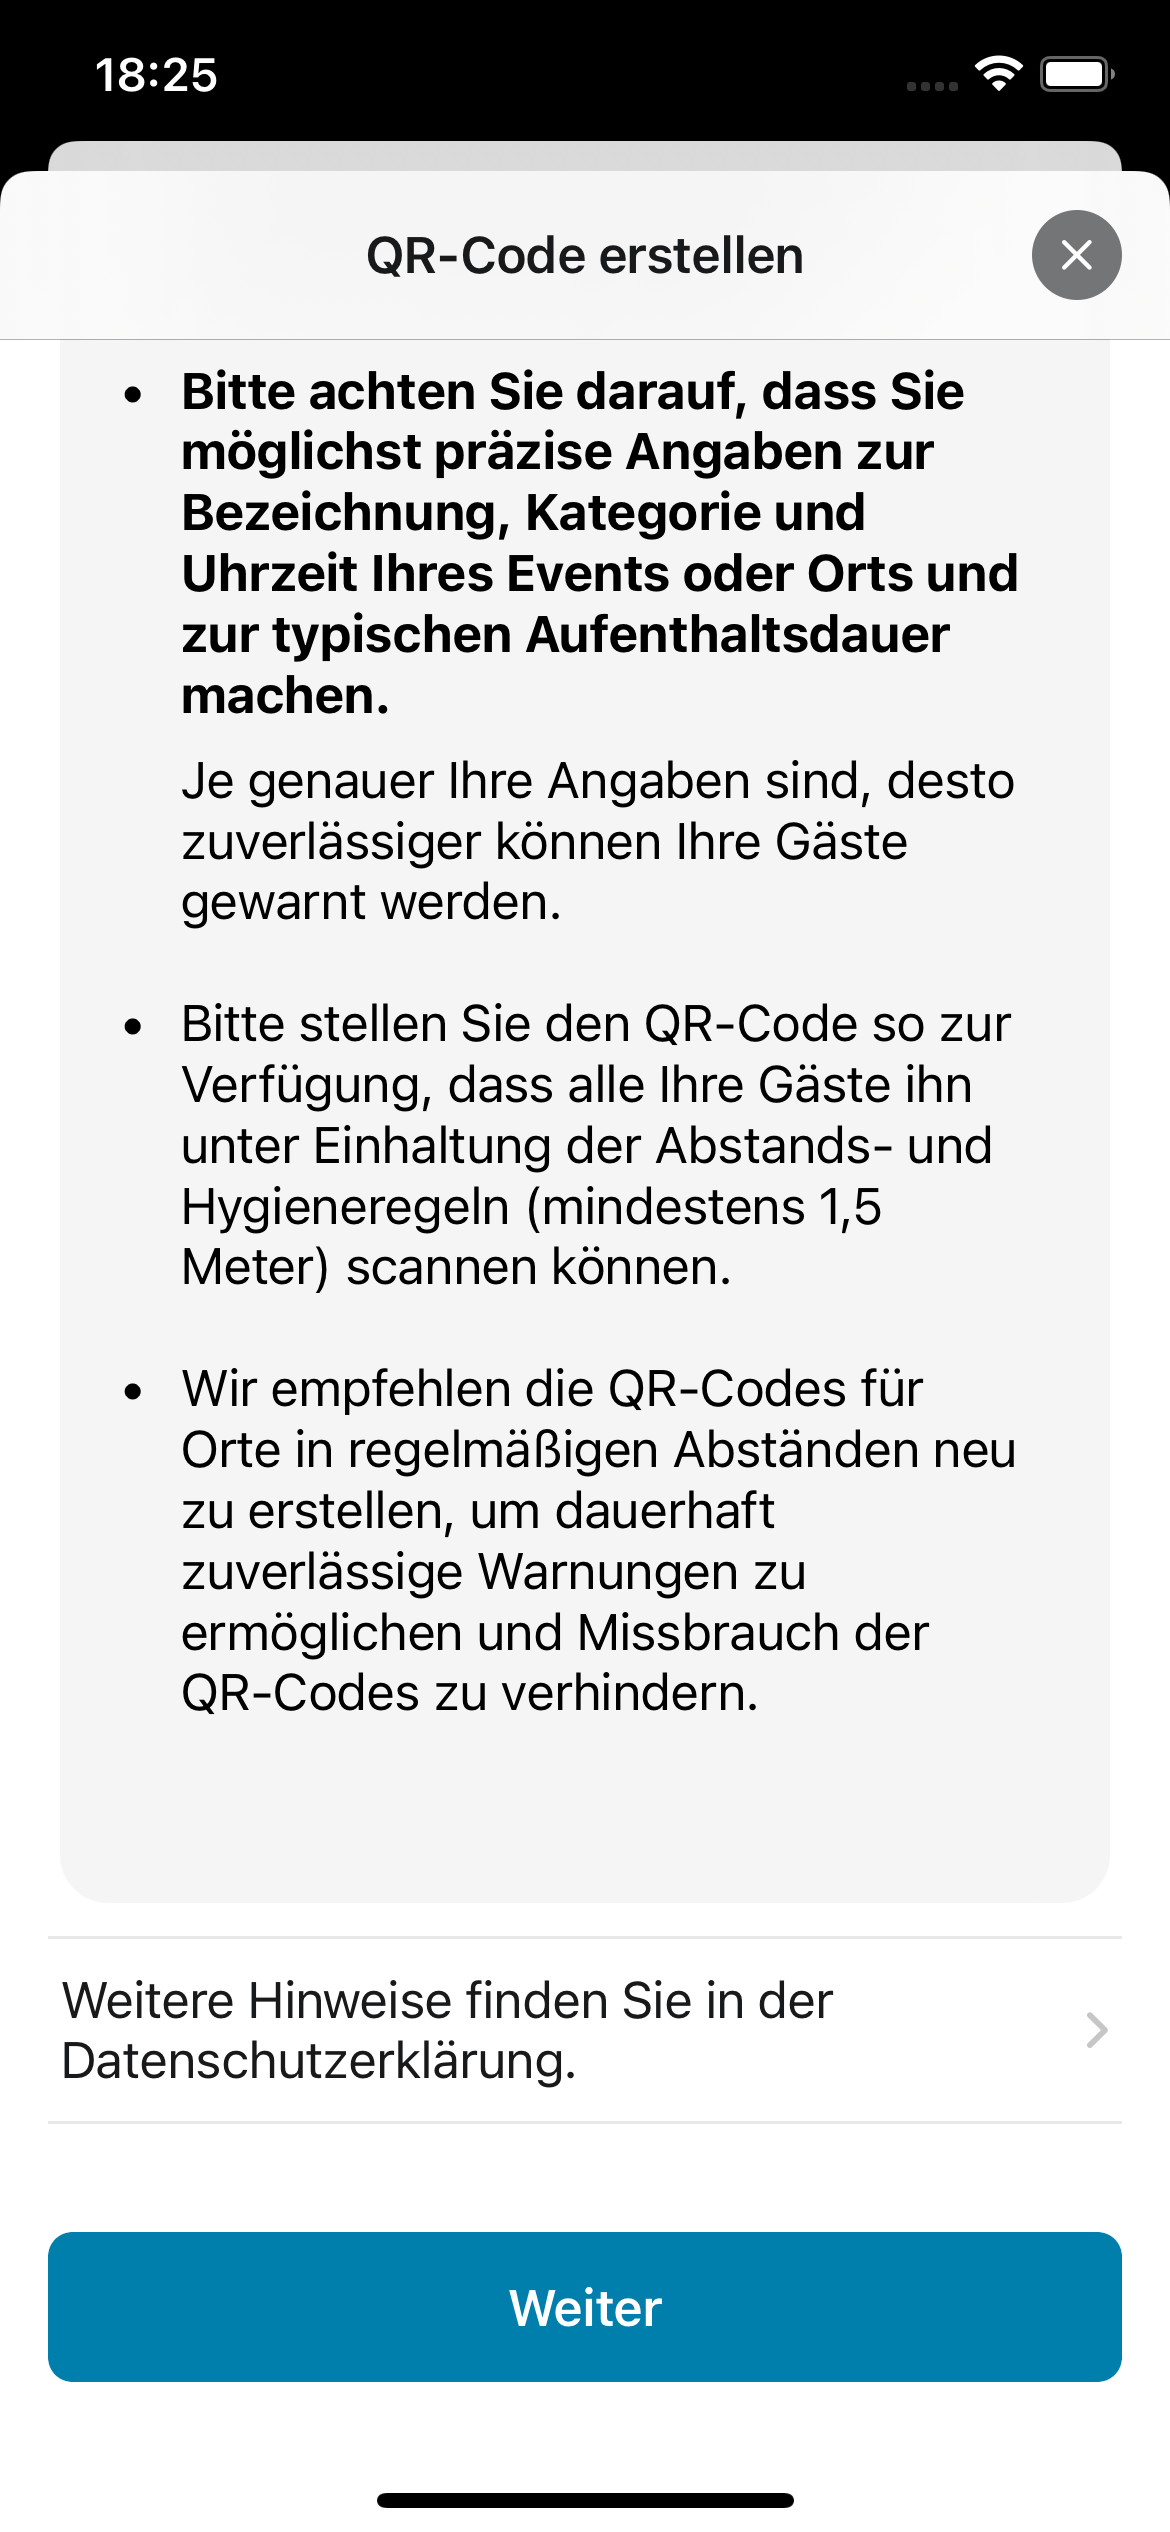 18:25
QR-Code erstellen
• Bitte achten Sie darauf, dass Sie
möglichst präzise Angaben zur
Bezeichnung, Kategorie und
Uhrzeit Ihres Events oder Orts und
zur typischen Aufenthaltsdauer
machen.
Je genauer Ihre Angaben sind, desto
zuverlässiger können Ihre Gäste
gewarnt werden.
• Bitte stellen Sie den QR-Code so zur
Verfügung, dass alle Ihre Gäste ihn
unter Einhaltung der Abstands- und
Hygieneregeln (mindestens 1,5
Meter) scannen können.
• Wir empfehlen die QR-Codes für
Orte in regelmäßigen Abständen neu
zu erstellen, um dauerhaft
zuverlässige Warnungen zu
ermöglichen und Missbrauch der
QR-Codes zu verhindern.
Weitere Hinweise finden Sie in der
Datenschutzerklärung.
Weiter